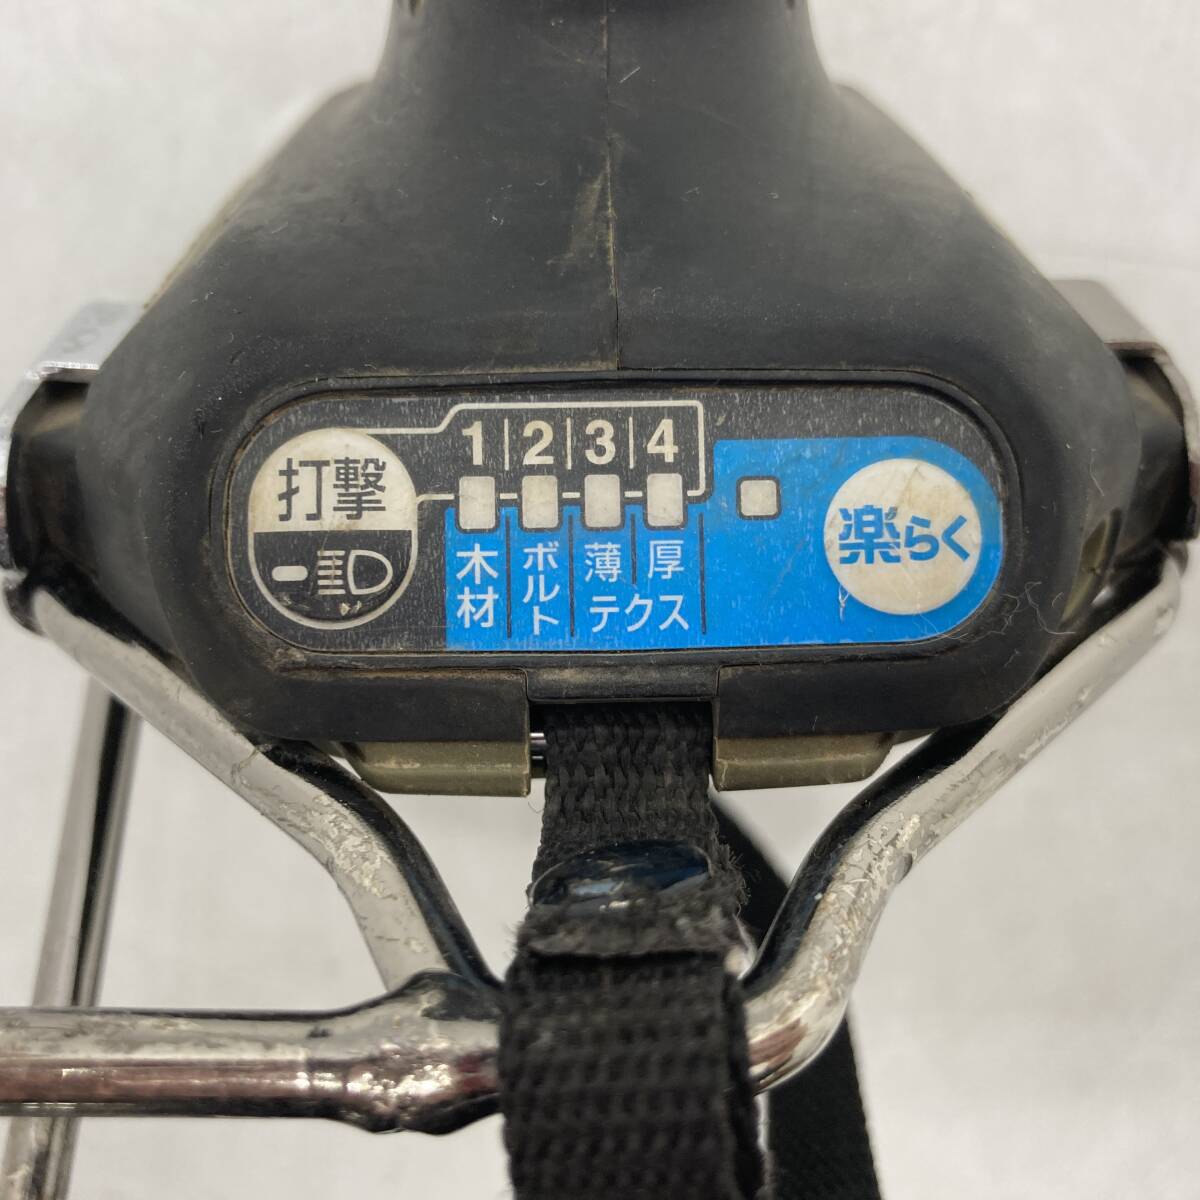 打撃
1 2 3 4
木材
ボルト
薄 厚
テクス
楽らく